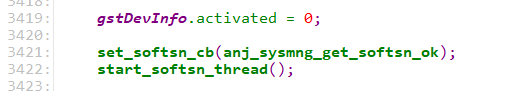 3418:
3419: gstDevInfo.activated = 0;
3420:
3421: set_softsn_cb(anj_sysmng_get_softsn_ok);
3422: start_softsn_thread();
3423: